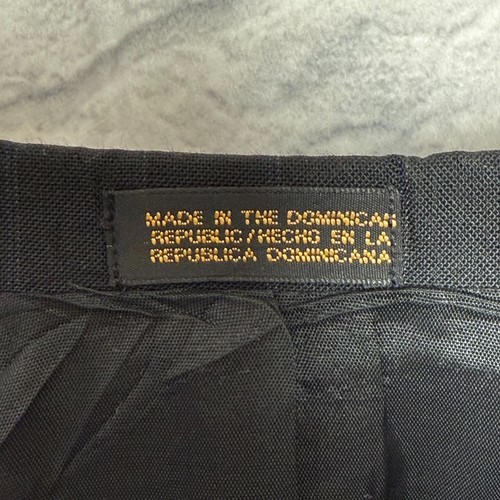 MADE IN THE DOMINICAN
REPUBLIC/HECHO EN LA
REPUBLICA DOMINICANA